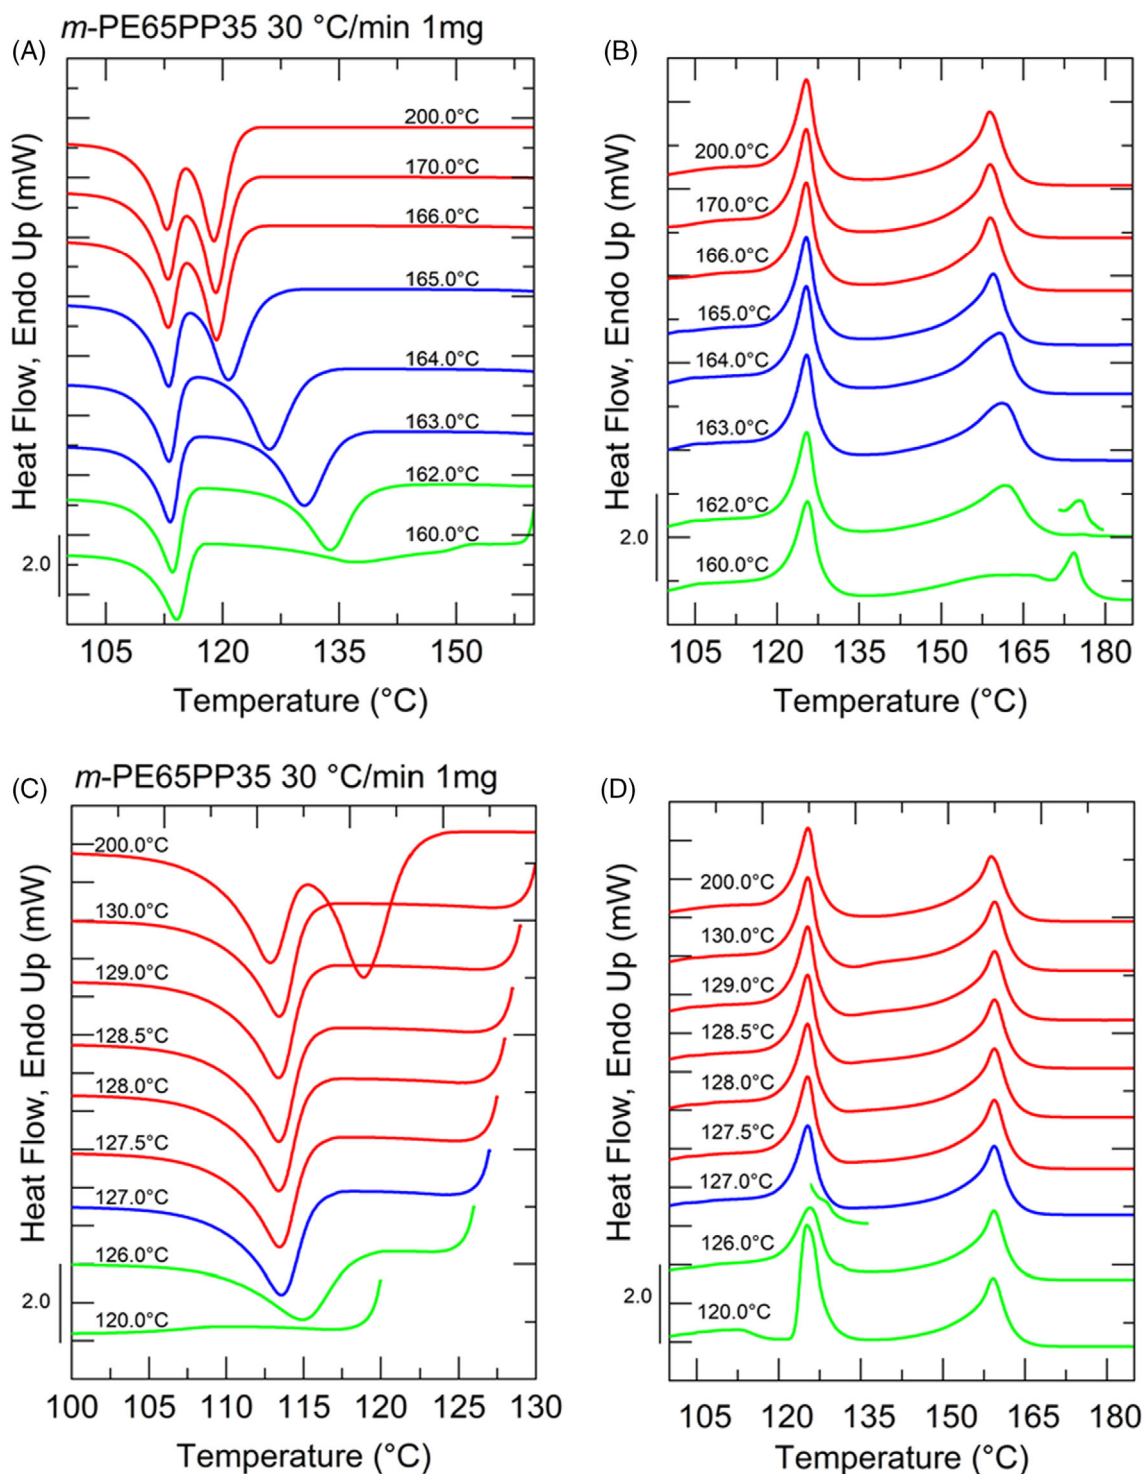 m-PE65PP35 30 °C/min 1mg
(A)
Heat Flow, Endo Up (mW)
200.0°C
170.0°C
166.0°C
165.0°C
164.0°C
163.0°C
162.0°C
160.0°C
2.0
105 120 135 150
Temperature (°C)
(B)
Heat Flow, Endo Up (mW)
200.0°C
170.0°C
166.0°C
165.0°C
164.0°C
163.0°C
162.0°C
2.0
160.0°C
105 120 135 150 165 180
Temperature (°C)
m-PE65PP35 30 °C/min 1mg
(C)
Heat Flow, Endo Up (mW)
200.0°C
130.0°C
129.0°C
128.5°C
128.0°C
127.5°C
127.0°C
126.0°C
2.0
120.0°C
100 105 110 115 120 125 130
Temperature (°C)
(D)
Heat Flow, Endo Up (mW)
200.0°C
130.0°C
129.0°C
128.5°C
128.0°C
127.5°C
127.0°C
126.0°C
2.0
120.0°C
105 120 135 150 165 180
Temperature (°C)